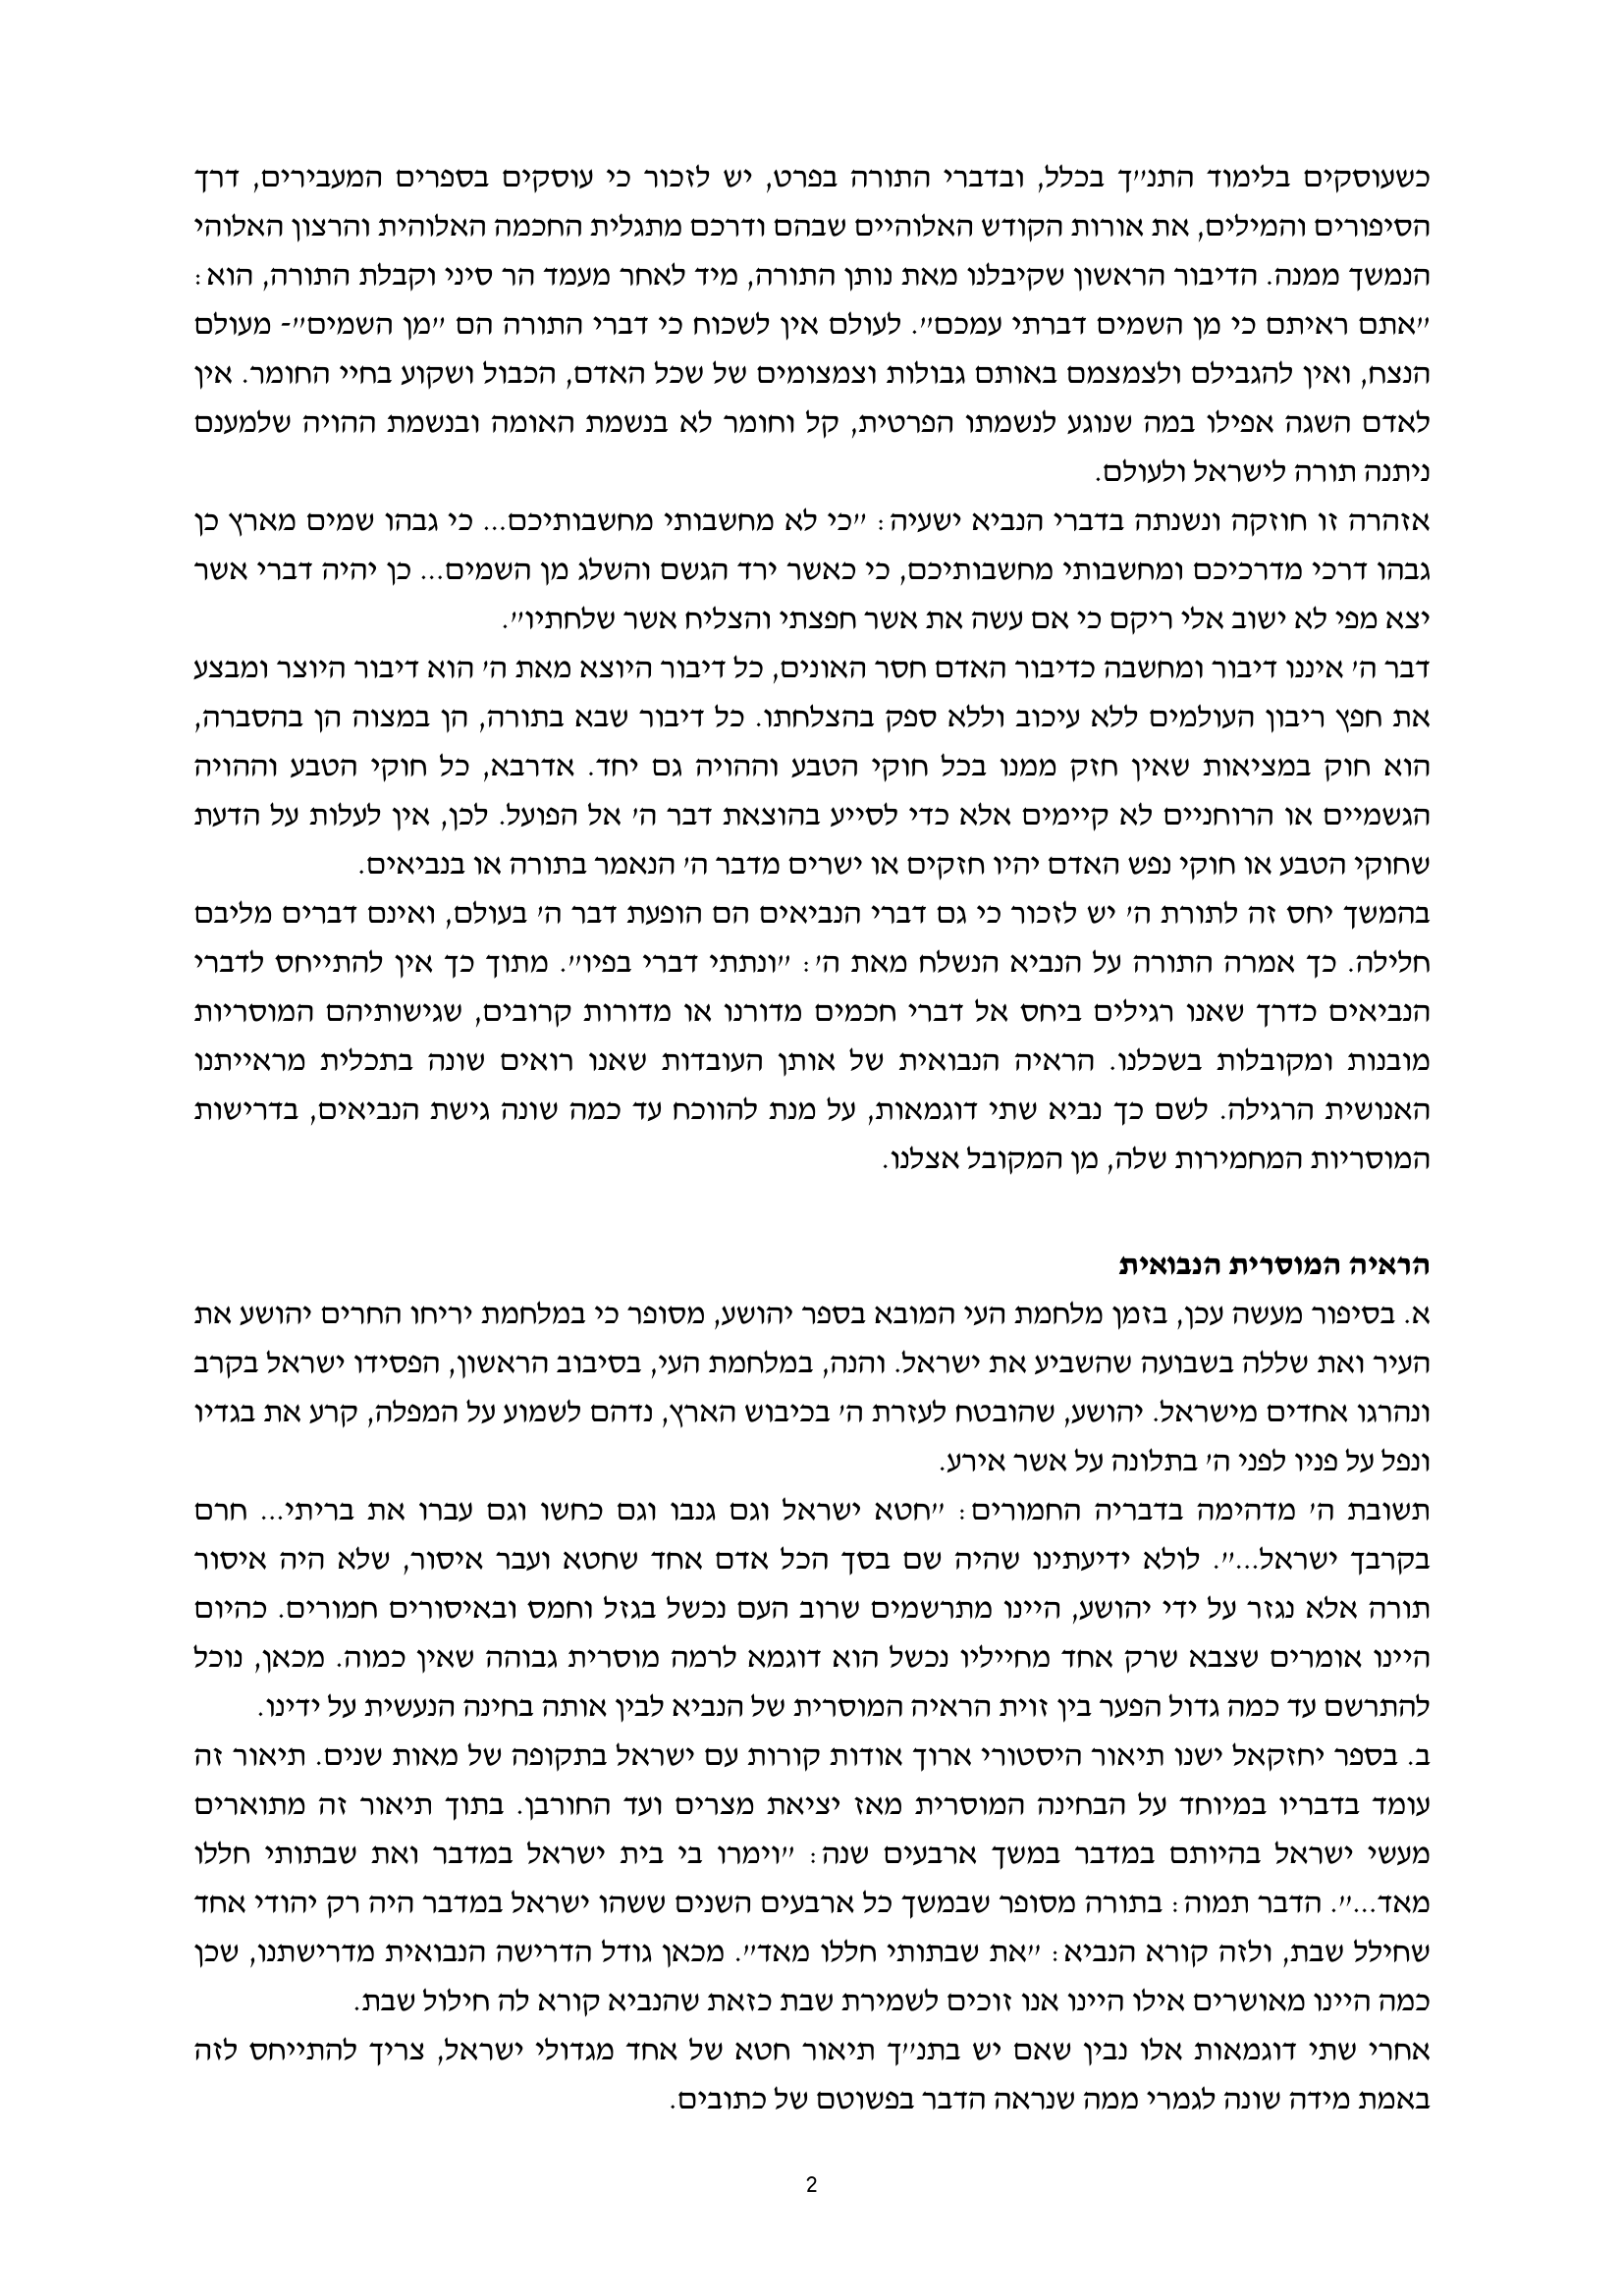 כשעוסקים בלימוד התנ״ך בכלל, ובדברי התורה בפרט, יש לזכור כי עוסקים בספרים המעבירים, דרך
הסיפורים והמילים, את אורות הקודש האלוהיים שבהם ודרכם מתגלית החכמה האלוהית והרצון האלוהי
הנמשך ממנה. הדיבור הראשון שקיבלנו מאת נותן התורה, מיד לאחר מעמד הר סיני וקבלת התורה, הוא:
״אתם ראיתם כי מן השמים דברתי עמכם״. לעולם אין לשכוח כי דברי התורה הם ״מן השמים״- מעולם
הנצח, ואין להגבילם ולצמצמם באותם גבולות וצמצומים של שכל האדם, הכבול ושקוע בחיי החומר. אין
לאדם השגה אפילו במה שנוגע לנשמתו הפרטית, קל וחומר לא בנשמת האומה ובנשמת ההויה שלמענם
ניתנה תורה לישראל ולעולם.
אזהרה זו חוזקה ונשנתה בדברי הנביא ישעיה: ״כי לא מחשבותי מחשבותיכם... כי גבהו שמים מארץ כן
גבהו דרכי מדרכיכם ומחשבותי מחשבותיכם, כי כאשר ירד הגשם והשלג מן השמים... כן יהיה דברי אשר
יצא מפי לא ישוב אלי ריקם כי אם עשה את אשר חפצתי והצליח אשר שלחתיו״.
דבר ה׳ איננו דיבור ומחשבה כדיבור האדם חסר האונים, כל דיבור היוצא מאת ה׳ הוא דיבור היוצר ומבצע
את חפץ ריבון העולמים ללא עיכוב וללא ספק בהצלחתו. כל דיבור שבא בתורה, הן במצוה הן בהסברה,
הוא חוק במציאות שאין חזק ממנו בכל חוקי הטבע וההויה גם יחד. אדרבא, כל חוקי הטבע וההויה
הגשמיים או הרוחניים לא קיימים אלא כדי לסייע בהוצאת דבר ה׳ אל הפועל. לכן, אין לעלות על הדעת
שחוקי הטבע או חוקי נפש האדם יהיו חזקים או ישרים מדבר ה׳ הנאמר בתורה או בנביאים.
בהמשך יחס זה לתורת ה׳ יש לזכור כי גם דברי הנביאים הם הופעת דבר ה׳ בעולם, ואינם דברים מליבם
חלילה. כך אמרה התורה על הנביא הנשלח מאת ה׳: ״ונתתי דברי בפיו״. מתוך כך אין להתייחס לדברי
הנביאים כדרך שאנו רגילים ביחס אל דברי חכמים מדורנו או מדורות קרובים, שגישותיהם המוסריות
מובנות ומקובלות בשכלנו. הראיה הנבואית של אותן העובדות שאנו רואים שונה בתכלית מראייתנו
האנושית הרגילה. לשם כך נביא שתי דוגמאות, על מנת להווכח עד כמה שונה גישת הנביאים, בדרישות
המוסריות המחמירות שלה, מן המקובל אצלנו.
הראיה המוסרית הנבואית
א. בסיפור מעשה עכן, בזמן מלחמת העי המובא בספר יהושע, מסופר כי במלחמת יריחו החרים יהושע את
העיר ואת שללה בשבועה שהשביע את ישראל. והנה, במלחמת העי, בסיבוב הראשון, הפסידו ישראל בקרב
ונהרגו אחדים מישראל. יהושע, שהובטח לעזרת ה׳ בכיבוש הארץ, נדהם לשמוע על המפלה, קרע את בגדיו
ונפל על פניו לפני ה׳ בתלונה על אשר אירע.
תשובת ה׳ מדהימה בדבריה החמורים: ״חטא ישראל וגם גנבו וגם כחשו וגם עברו את בריתי... חרם
בקרבך ישראל...״. לולא ידיעתינו שהיה שם בסך הכל אדם אחד שחטא ועבר איסור, שלא היה איסור
תורה אלא נגזר על ידי יהושע, היינו מתרשמים שרוב העם נכשל בגזל וחמס ובאיסורים חמורים. כהיום
היינו אומרים שצבא שרק אחד מחייליו נכשל הוא דוגמא לרמה מוסרית גבוהה שאין כמוה. מכאן, נוכל
להתרשם עד כמה גדול הפער בין זוית הראיה המוסרית של הנביא לבין אותה בחינה הנעשית על ידינו.
ב. בספר יחזקאל ישנו תיאור היסטורי ארוך אודות קורות עם ישראל בתקופה של מאות שנים. תיאור זה
עומד בדבריו במיוחד על הבחינה המוסרית מאז יציאת מצרים ועד החורבן. בתוך תיאור זה מתוארים
מעשי ישראל בהיותם במדבר במשך ארבעים שנה: ״וימרו בי בית ישראל במדבר ואת שבתותי חללו
מאד...״. הדבר תמוה: בתורה מסופר שבמשך כל ארבעים השנים ששהו ישראל במדבר היה רק יהודי אחד
שחילל שבת, ולזה קורא הנביא: ״את שבתותי חללו מאד״. מכאן גודל הדרישה הנבואית מדרישתנו, שכן
כמה היינו מאושרים אילו היינו אנו זוכים לשמירת שבת כזאת שהנביא קורא לה חילול שבת.
אחרי שתי דוגמאות אלו נבין שאם יש בתנ״ך תיאור חטא של אחד מגדולי ישראל, צריך להתייחס לזה
באמת מידה שונה לגמרי ממה שנראה הדבר בפשוטם של כתובים.
2